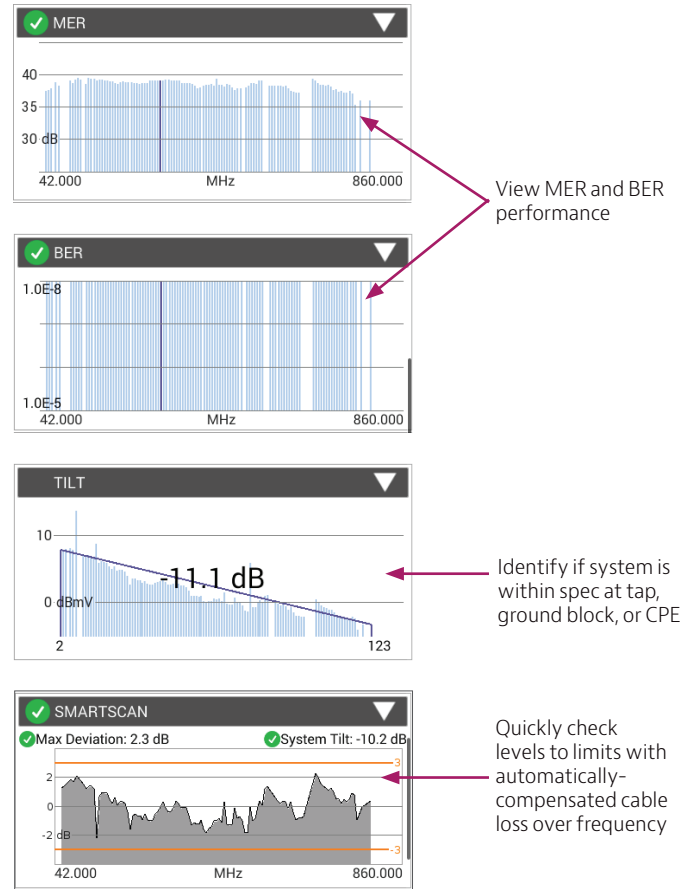 MER
40
35
30 dB
42.000 MHz 860.000
View MER and BER
performance
BER
1.0E-8
1.0E-5
42.000 MHz 860.000
TILT
10
-11.1 dB
0 dBmV
2 123
Identify if system is
within spec at tap,
ground block, or CPE
SMARTSCAN
Max Deviation: 2.3 dB System Tilt: -10.2 dB
3
2
0
-2 dB
-3
42.000 MHz 860.000
Quickly check
levels to limits with
automatically-
compensated cable
loss over frequency